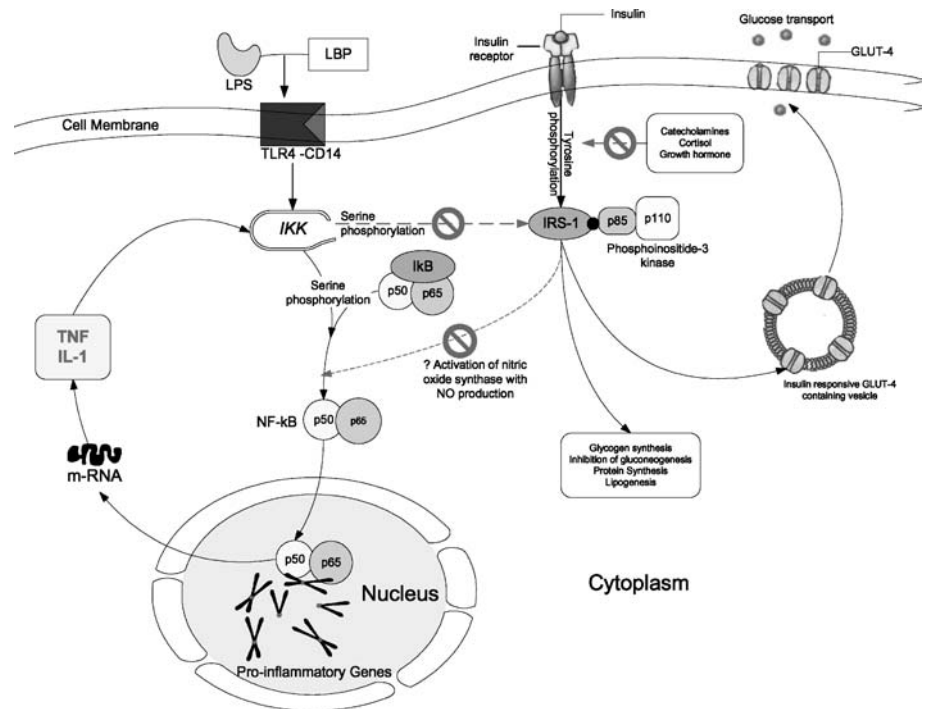 Insulin
Glucose transport
LBP
Insulin
receptor
GLUT-4
LPS
Cell Membrane
TLR4 -CD14
Tyrosine
phosphorylation
Catecholamines
Cortisol
Growth hormone
IKK
Serine
phosphorylation
IRS-1
p85
p110
Phosphoinositide-3
kinase
IkB
p50
p65
Serine
phosphorylation
TNF
IL-1
? Activation of nitric
oxide synthase with
NO production
Insulin responsive GLUT-4
containing vesicle
NF-kB
p50
p65
Glycogen synthesis
Inhibition of gluconeogenesis
Protein Synthesis
Lipogenesis
m-RNA
p50
p65
Nucleus
Cytoplasm
Pro-inflammatory Genes